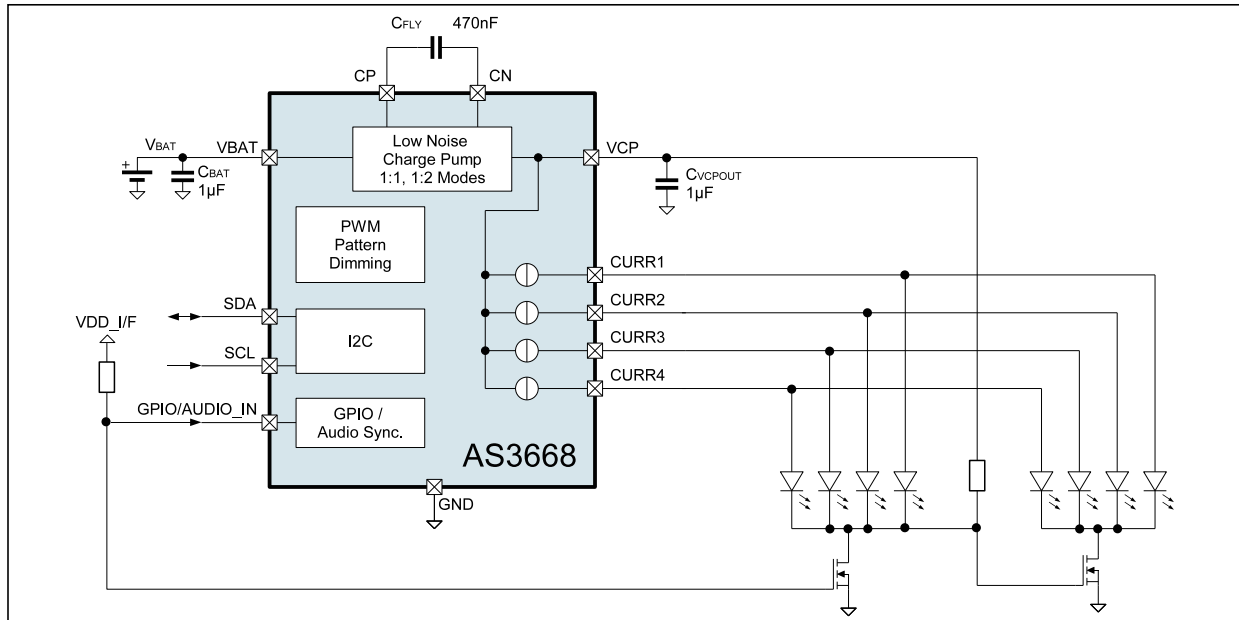 CFLY 470nF
CP CN
VBAT VBAT
Low Noise
Charge Pump
1:1, 1:2 Modes
VCP
+
CBAT
1µF
CVCPOUT
1µF
PWM
Pattern
Dimming
CURR1
SDA
CURR2
VDD_I/F
I2C
CURR3
SCL
CURR4
GPIO/AUDIO_IN
GPIO /
Audio Sync.
AS3668
GND